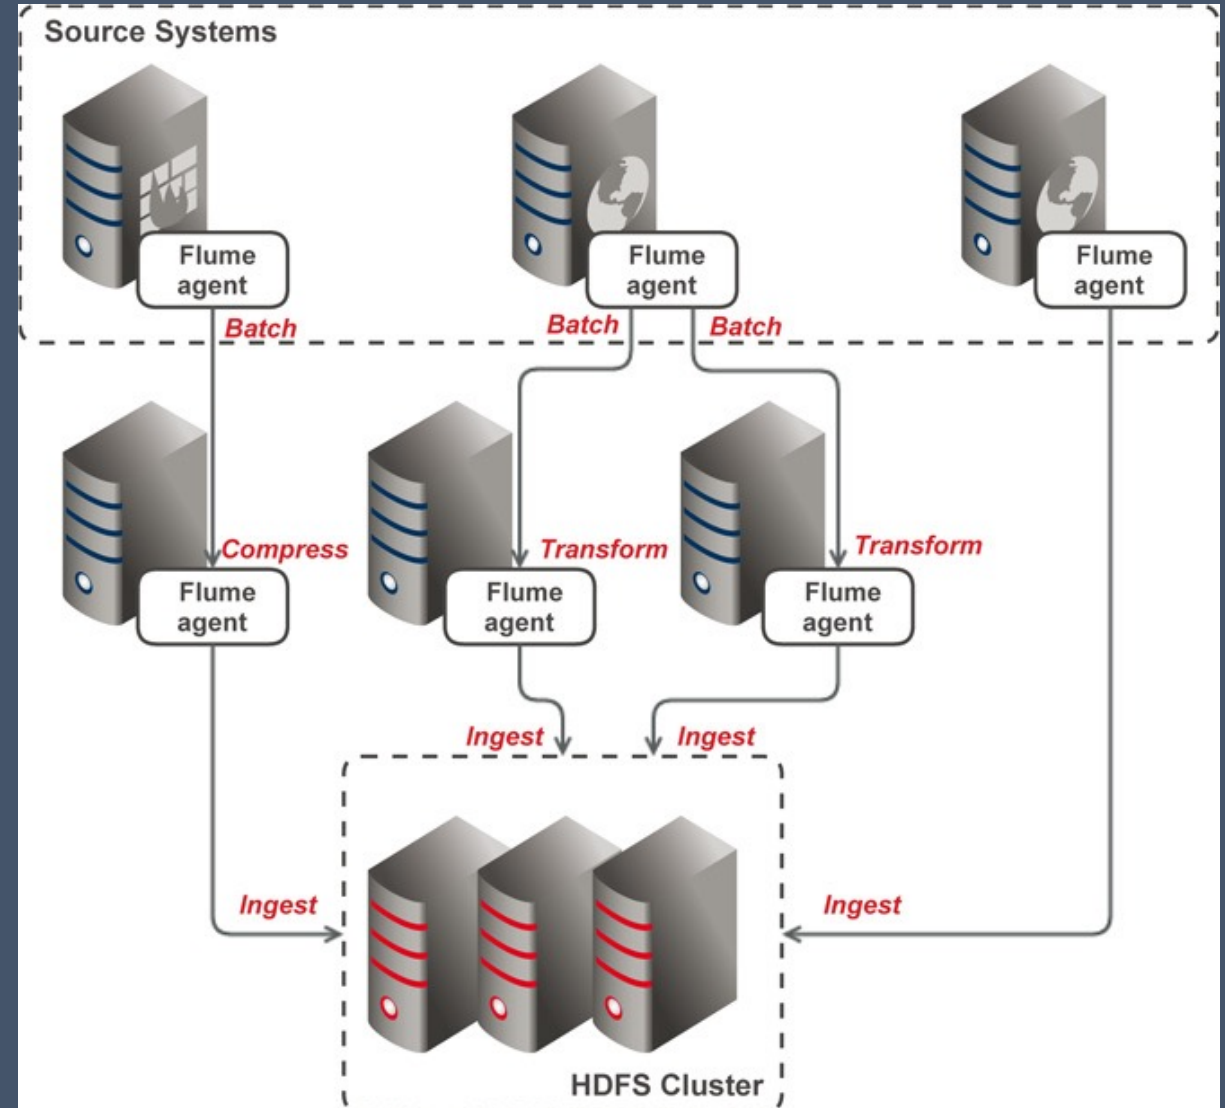 Source Systems
Flume
agent
Flume
agent
Flume
agent
Batch
Batch
Batch
Compress
Transform
Transform
Flume
agent
Flume
agent
Flume
agent
Ingest
Ingest
Ingest
Ingest
HDFS Cluster